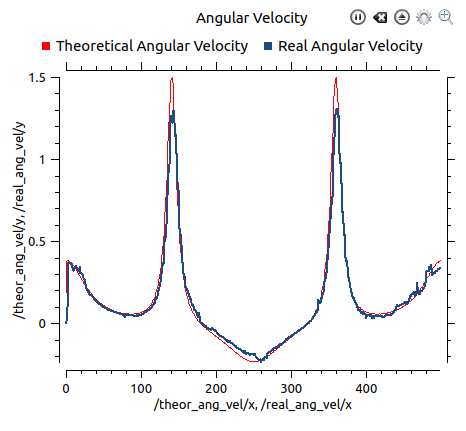 Angular Velocity
Theoretical Angular Velocity Real Angular Velocity
/theor_ang_vel/y, /real_ang_vel/y
1.5
1
0.5
0
0 100 200 300 400
/theor_ang_vel/x, /real_ang_vel/x